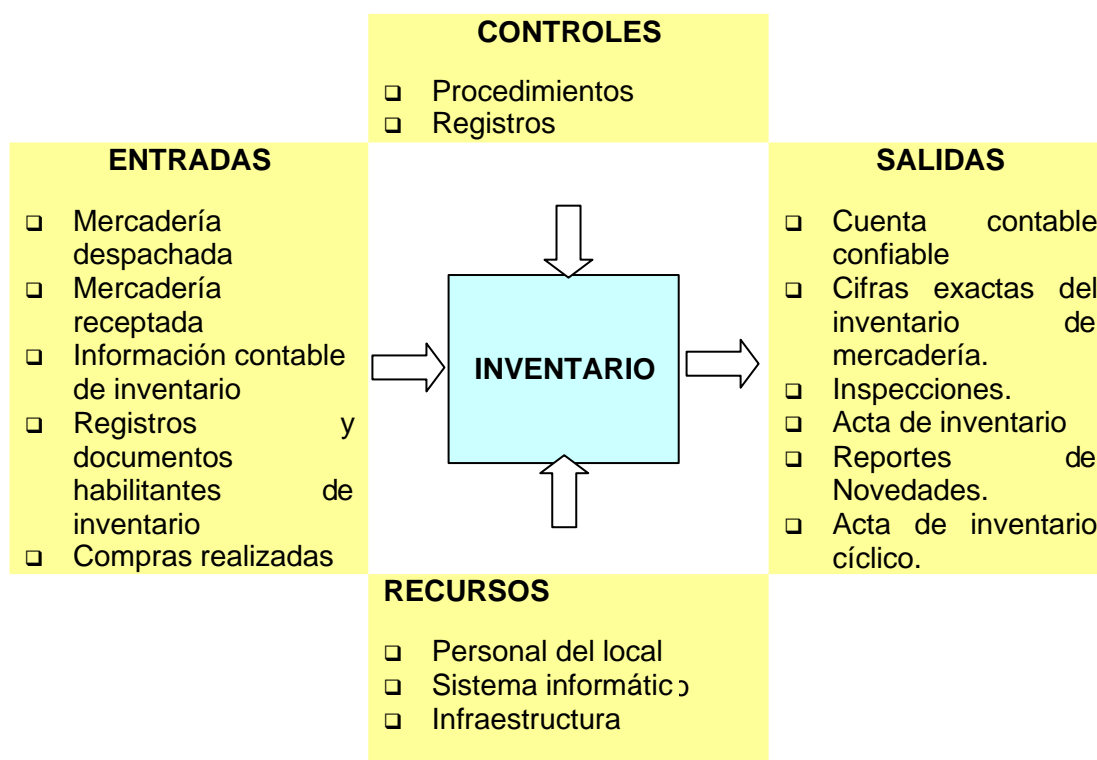 CONTROLES
❑ Procedimientos
❑ Registros
ENTRADAS
❑ Mercadería
despachada
❑ Mercadería
receptada
❑ Información contable
de inventario
❑ Registros y
documentos
habilitantes de
inventario
❑ Compras realizadas
INVENTARIO
SALIDAS
❑ Cuenta contable
confiable
❑ Cifras exactas del
inventario de
mercadería.
❑ Inspecciones.
❑ Acta de inventario
❑ Reportes de
Novedades.
❑ Acta de inventario
cíclico.
RECURSOS
❑ Personal del local
❑ Sistema informático
❑ Infraestructura